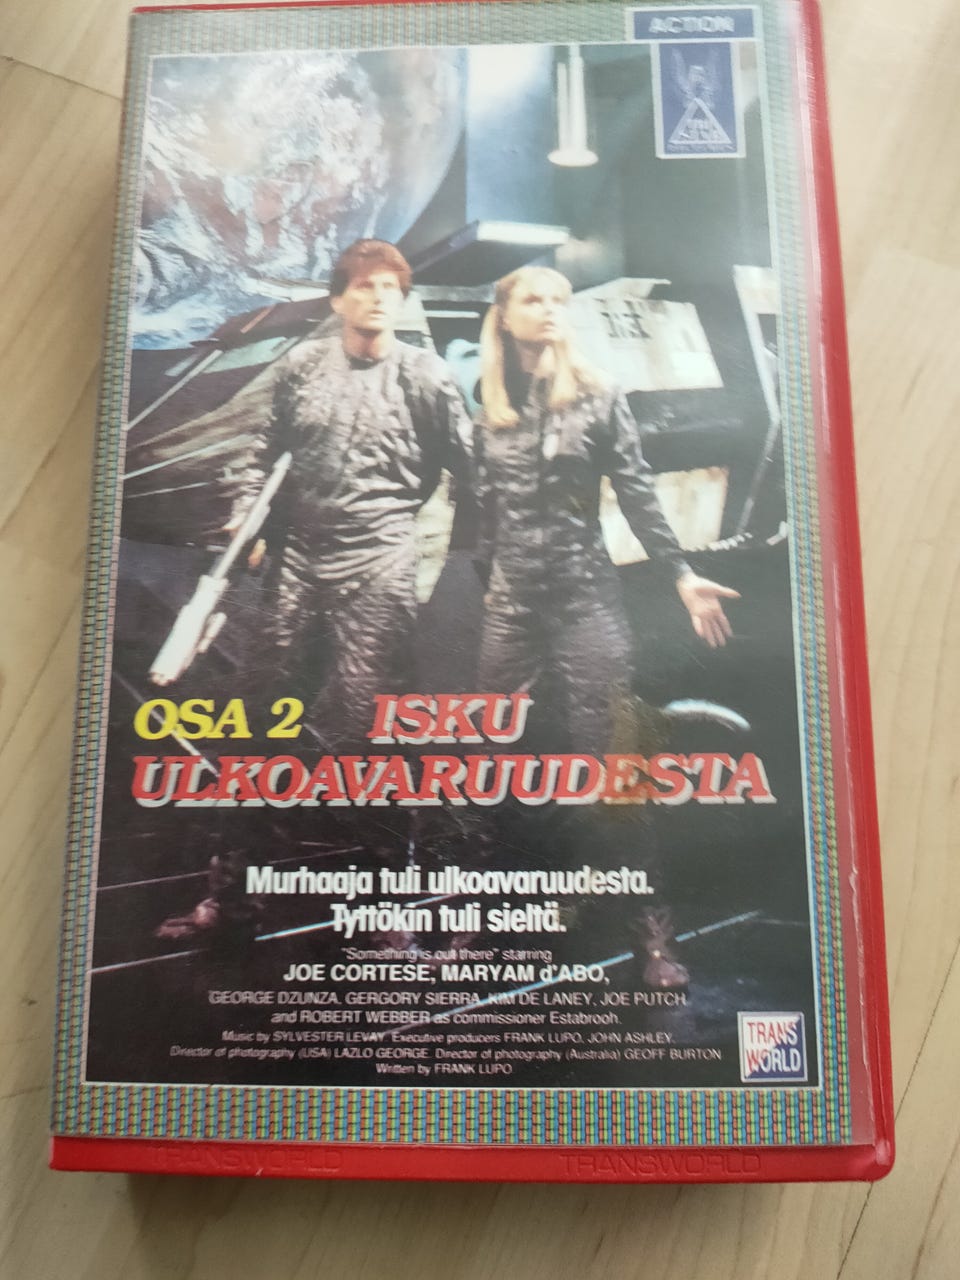 ACTION
OSA 2 ISKU
ULKOAVARUUDESTA
Murhaaja tuli ulkoavaruudesta.
Tyttökin tuli sieltä.
"Something is out there" starring
JOE CORTESE, MARYAM d'ABO,
GEORGE DZUNZA, GERGORY SIERRA, KIM DE LANEY, JOE PUTCH
and ROBERT WEBBER as commissioner Estabrooh.
Music by SYLVESTER LEVAY. Executive producers FRANK LUPO, JOHN ASHLEY.
Director of photography (USA) LAZLO GEORGE. Director of photography (Australia) GEOFF BURTON
Written by FRANK LUPO
TRANS
WORLD
TRANSWORLD TRANSWORLD